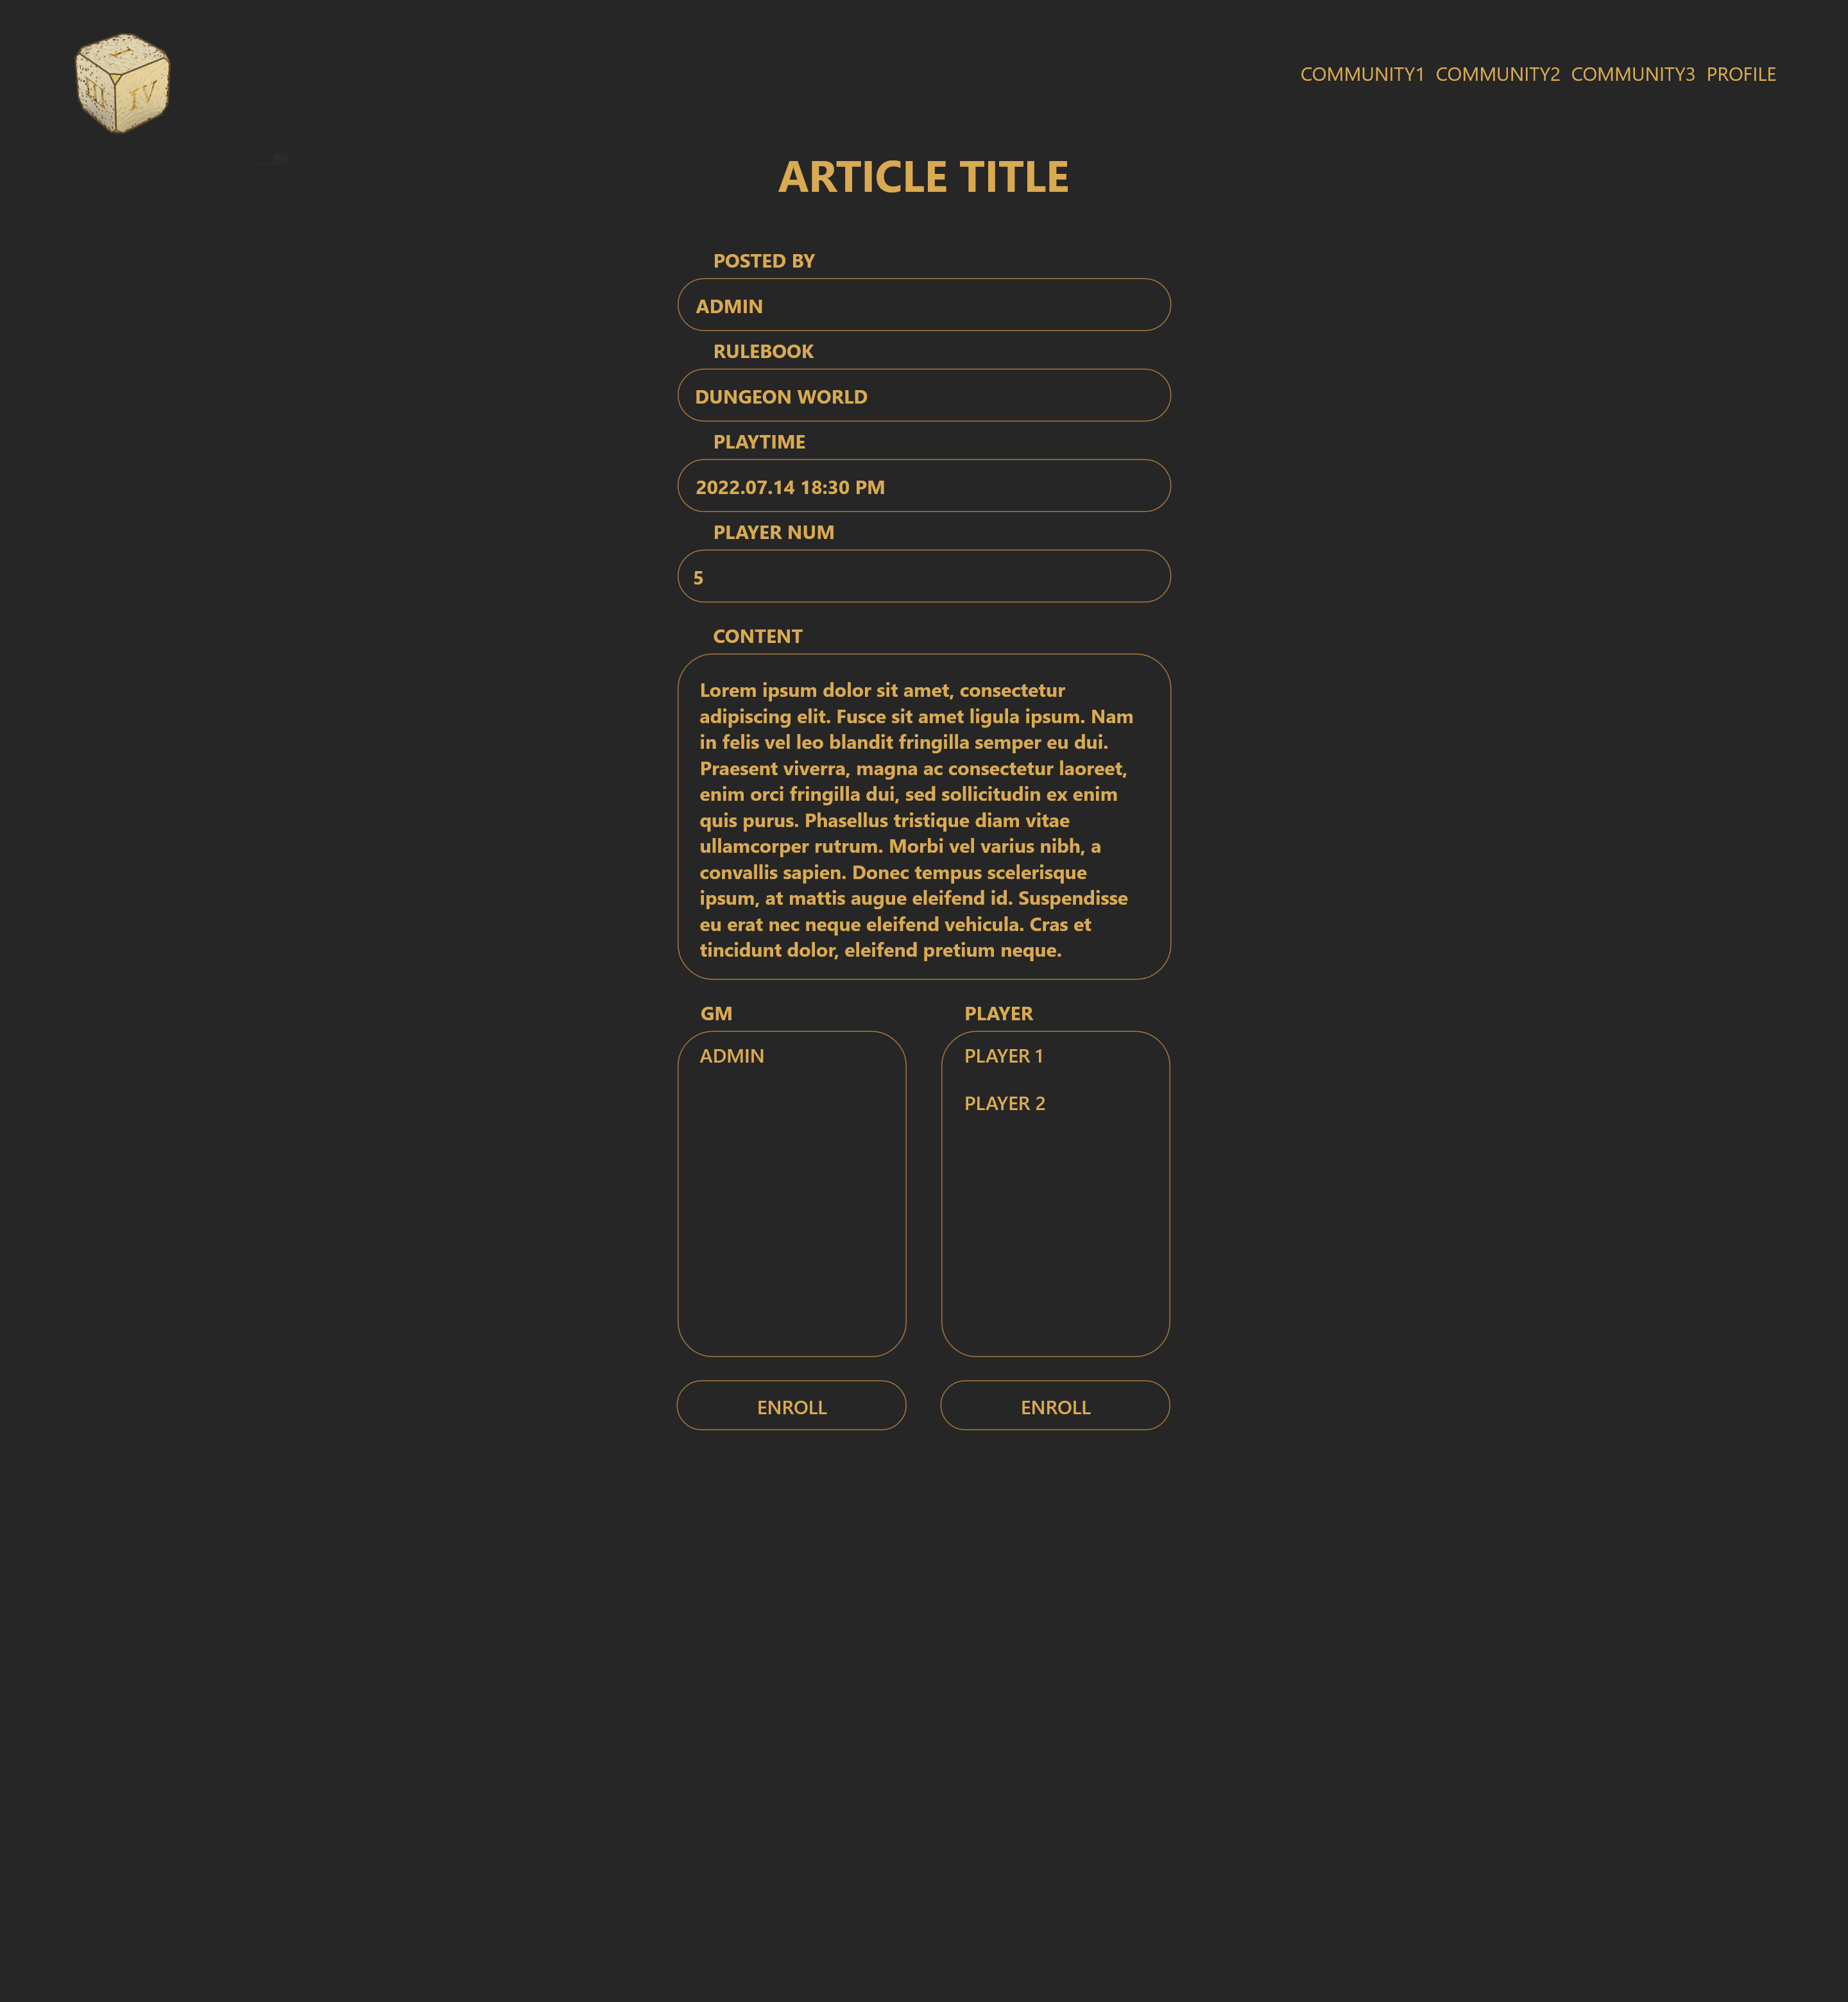 I
III
IV
COMMUNITY1 COMMUNITY2 COMMUNITY3 PROFILE
ARTICLE TITLE
POSTED BY
ADMIN
RULEBOOK
DUNGEON WORLD
PLAYTIME
2022.07.14 18:30 PM
PLAYER NUM
5
CONTENT
Lorem ipsum dolor sit amet, consectetur
adipiscing elit. Fusce sit amet ligula ipsum. Nam
in felis vel leo blandit fringilla semper eu dui.
Praesent viverra, magna ac consectetur laoreet,
enim orci fringilla dui, sed sollicitudin ex enim
quis purus. Phasellus tristique diam vitae
ullamcorper rutrum. Morbi vel varius nibh, a
convallis sapien. Donec tempus scelerisque
ipsum, at mattis augue eleifend id. Suspendisse
eu erat nec neque eleifend vehicula. Cras et
tincidunt dolor, eleifend pretium neque.
GM
ADMIN
PLAYER
PLAYER 1
PLAYER 2
ENROLL
ENROLL